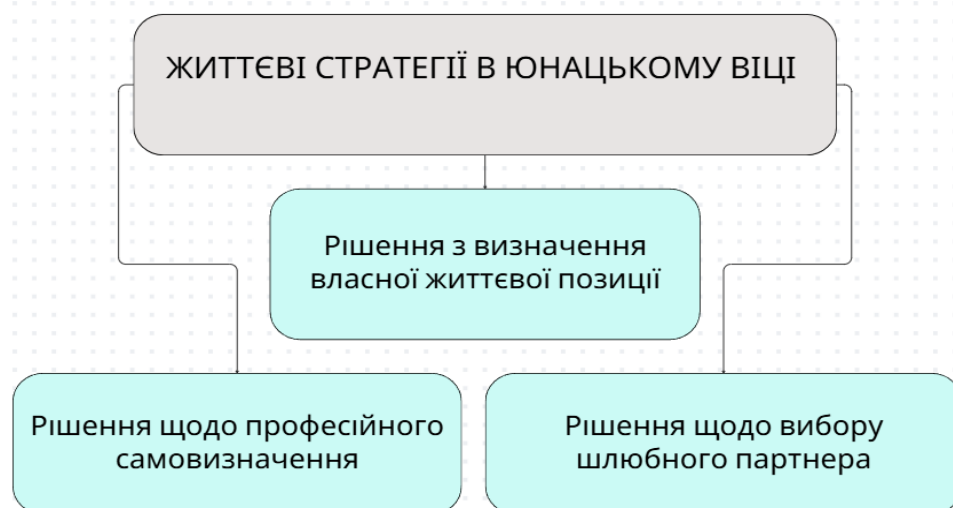 ЖИТТЄВІ СТРАТЕГІЇ В ЮНАЦЬКОМУ ВІЦІ
Рішення з визначення
власної життєвої позиції
Рішення щодо професійного
самовизначення
Рішення щодо вибору
шлюбного партнера